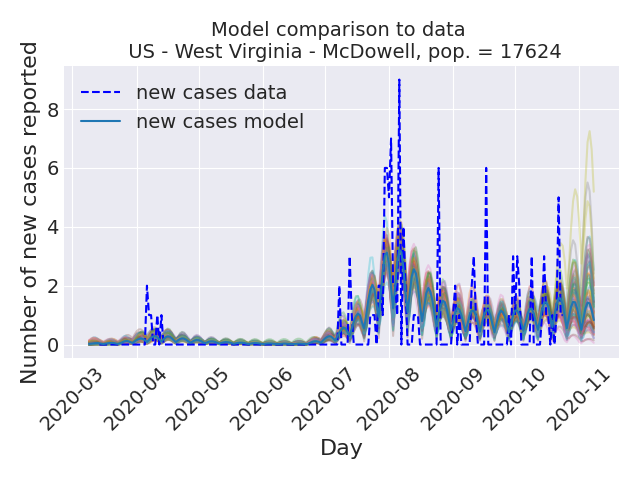 Model comparison to data
US - West Virginia - McDowell, pop. = 17624
new cases data
new cases model
Number of new cases reported
8
6
4
2
0
2020-03
2020-04
2020-05
2020-06
2020-07
2020-08
2020-09
2020-10
2020-11
Day